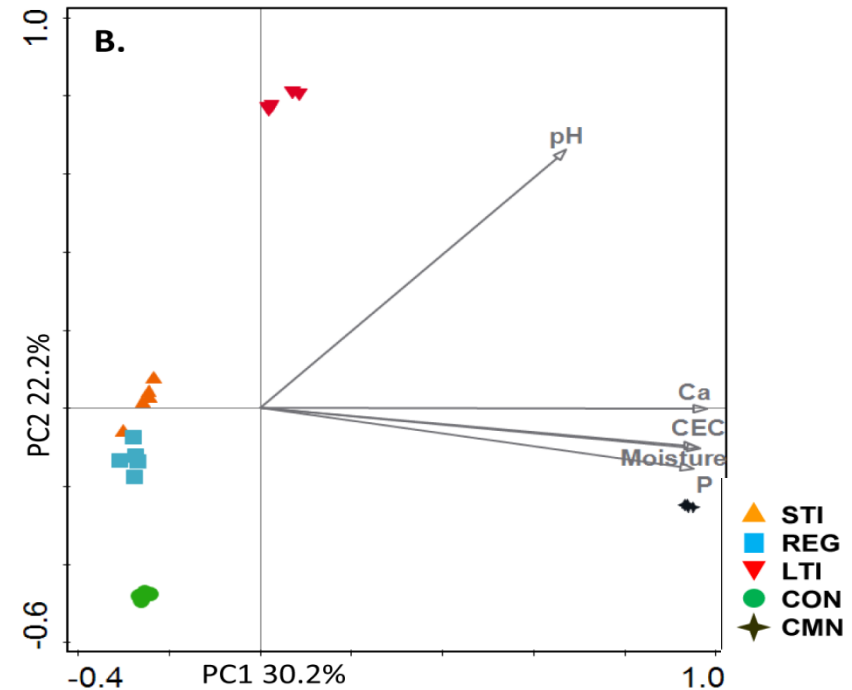 1.0
B.
pH
PC2 22.2%
Ca
CEC
Moisture
P
STI
REG
LTI
CON
CMN
-0.6
-0.4
PC1 30.2%
1.0